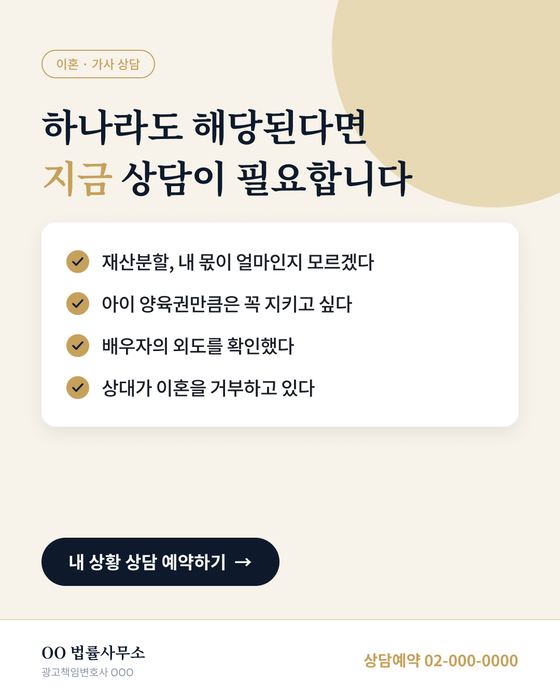 이혼 · 가사 상담
하나라도 해당된다면
지금 상담이 필요합니다
재산분할, 내 몫이 얼마인지 모르겠다
아이 양육권만큼은 꼭 지키고 싶다
배우자의 외도를 확인했다
상대가 이혼을 거부하고 있다
내 상황 상담 예약하기 →
OO 법률사무소
광고책임변호사 OOO
상담예약 02-000-0000